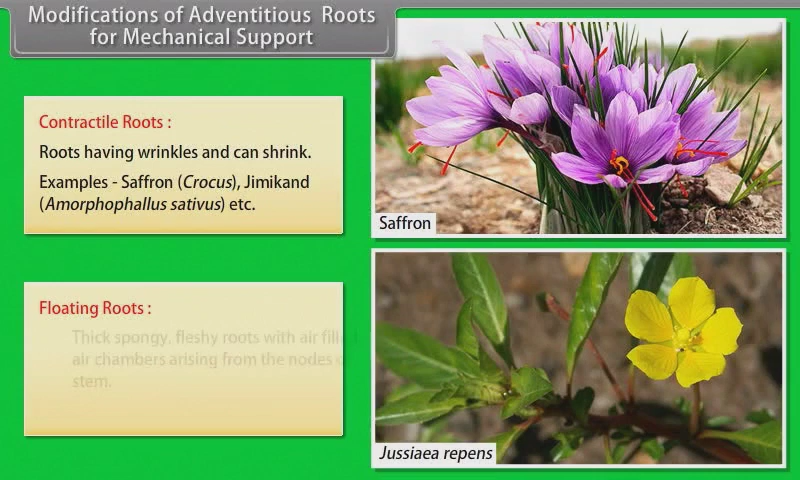 Modifications of Adventitious Roots
for Mechanical Support
Contractile Roots :
Roots having wrinkles and can shrink.
Examples - Saffron (Crocus), Jimikand
(Amorphophallus sativus) etc.
Saffron
Floating Roots :
Thick spongy, fleshy roots with air
air chambers arising from the nodes
stem.
Jussiaea repens